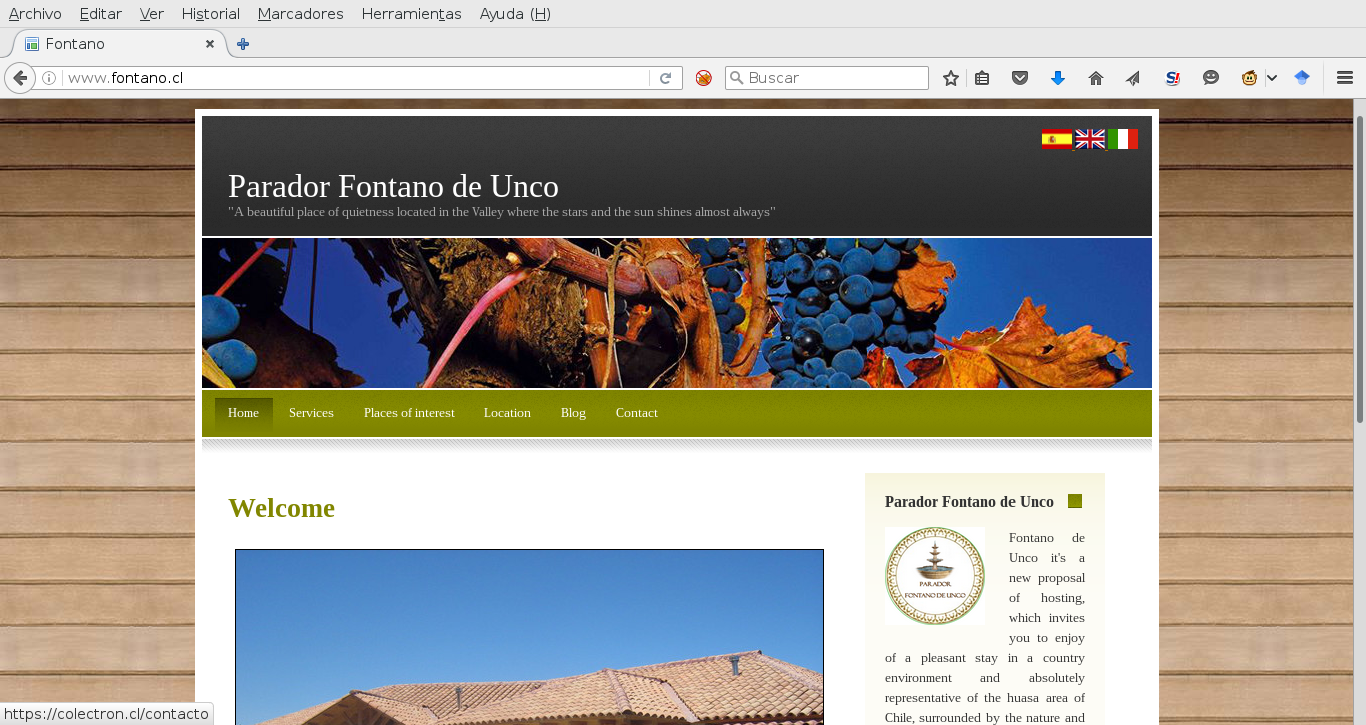 Archivo Editar Ver Historial Marcadores Herramientas Ayuda (H)
Fontano
www.fontano.cl
Buscar
Parador Fontano de Unco
"A beautiful place of quietness located in the Valley where the stars and the sun shines almost always"
Home Services Places of interest Location Blog Contact
Welcome
Parador Fontano de Unco
PARADOR
FONTANO DE UNCO
Fontano de
Unco it's a
new proposal
of hosting,
which invites
you to enjoy
of a pleasant stay in a country
environment and absolutely
representative of the huasa area of
Chile, surrounded by the nature and
https://colectron.cl/contacto